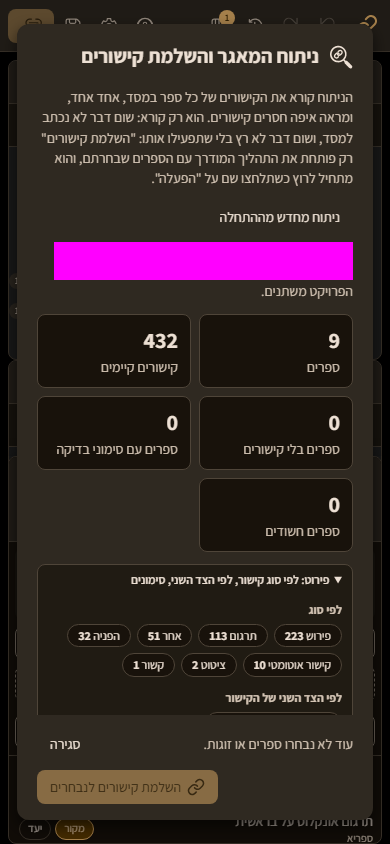 1
ניתוח המאגר והשלמת קישורים
הניתוח קורא את הקישורים של כל ספר במסד, אחד אחד,
ומראה איפה חסרים קישורים. הוא רק קורא: שום דבר לא נכתב
למסד, ושום דבר לא רץ בלי שתפעילו אותו: "השלמת קישורים"
רק פותחת את התהליך המודרך עם הספרים שבחרתם, והוא
מתחיל לרוץ כשתלחצו שם על "הפעלה".
ניתוח מחדש מההתחלה
הפרויקט משתנים.
9
ספרים
432
קישורים קיימים
0
ספרים בלי קישורים
0
ספרים עם סימוני בדיקה
0
ספרים חשודים
▼ פירוט: לפי סוג קישור, לפי הצד השני, סימונים
לפי סוג
פירוש 223
תרגום 113
אחר 51
הפניה 32
קישור אוטומטי 10
ציטוט 2
קשור 1
לפי הצד השני של הקישור
עוד לא נבחרו ספרים או זוגות.
סגירה
השלמת קישורים לנבחרים
תרגום אונקלוס על בראשית
ספריא
מקור
יעד